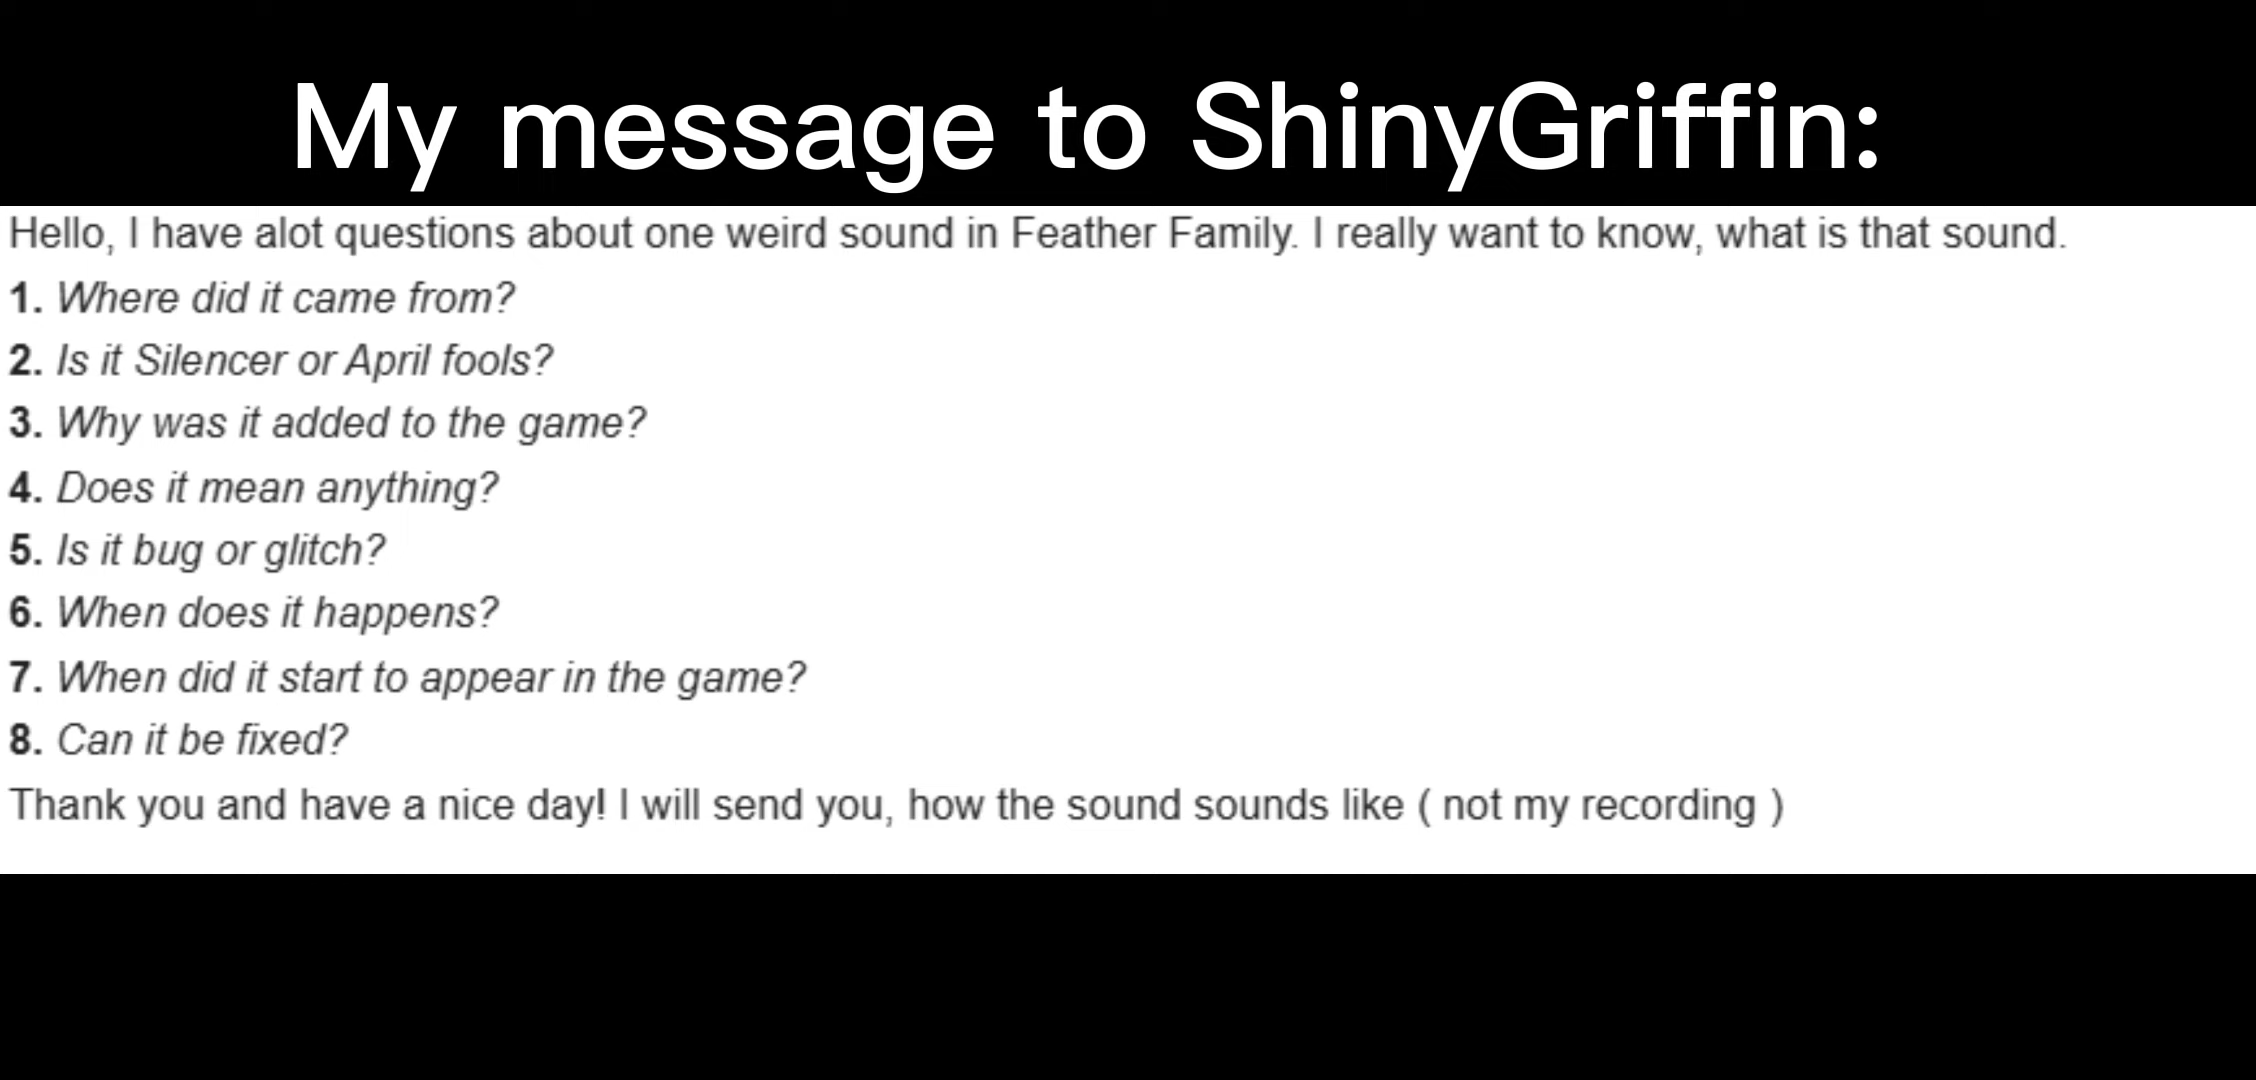 My message to ShinyGriffin:
Hello, I have alot questions about one weird sound in Feather Family. I really want to know, what is that sound.
1. Where did it came from?
2. Is it Silencer or April fools?
3. Why was it added to the game?
4. Does it mean anything?
5. Is it bug or glitch?
6. When does it happens?
7. When did it start to appear in the game?
8. Can it be fixed?
Thank you and have a nice day! I will send you, how the sound sounds like ( not my recording )